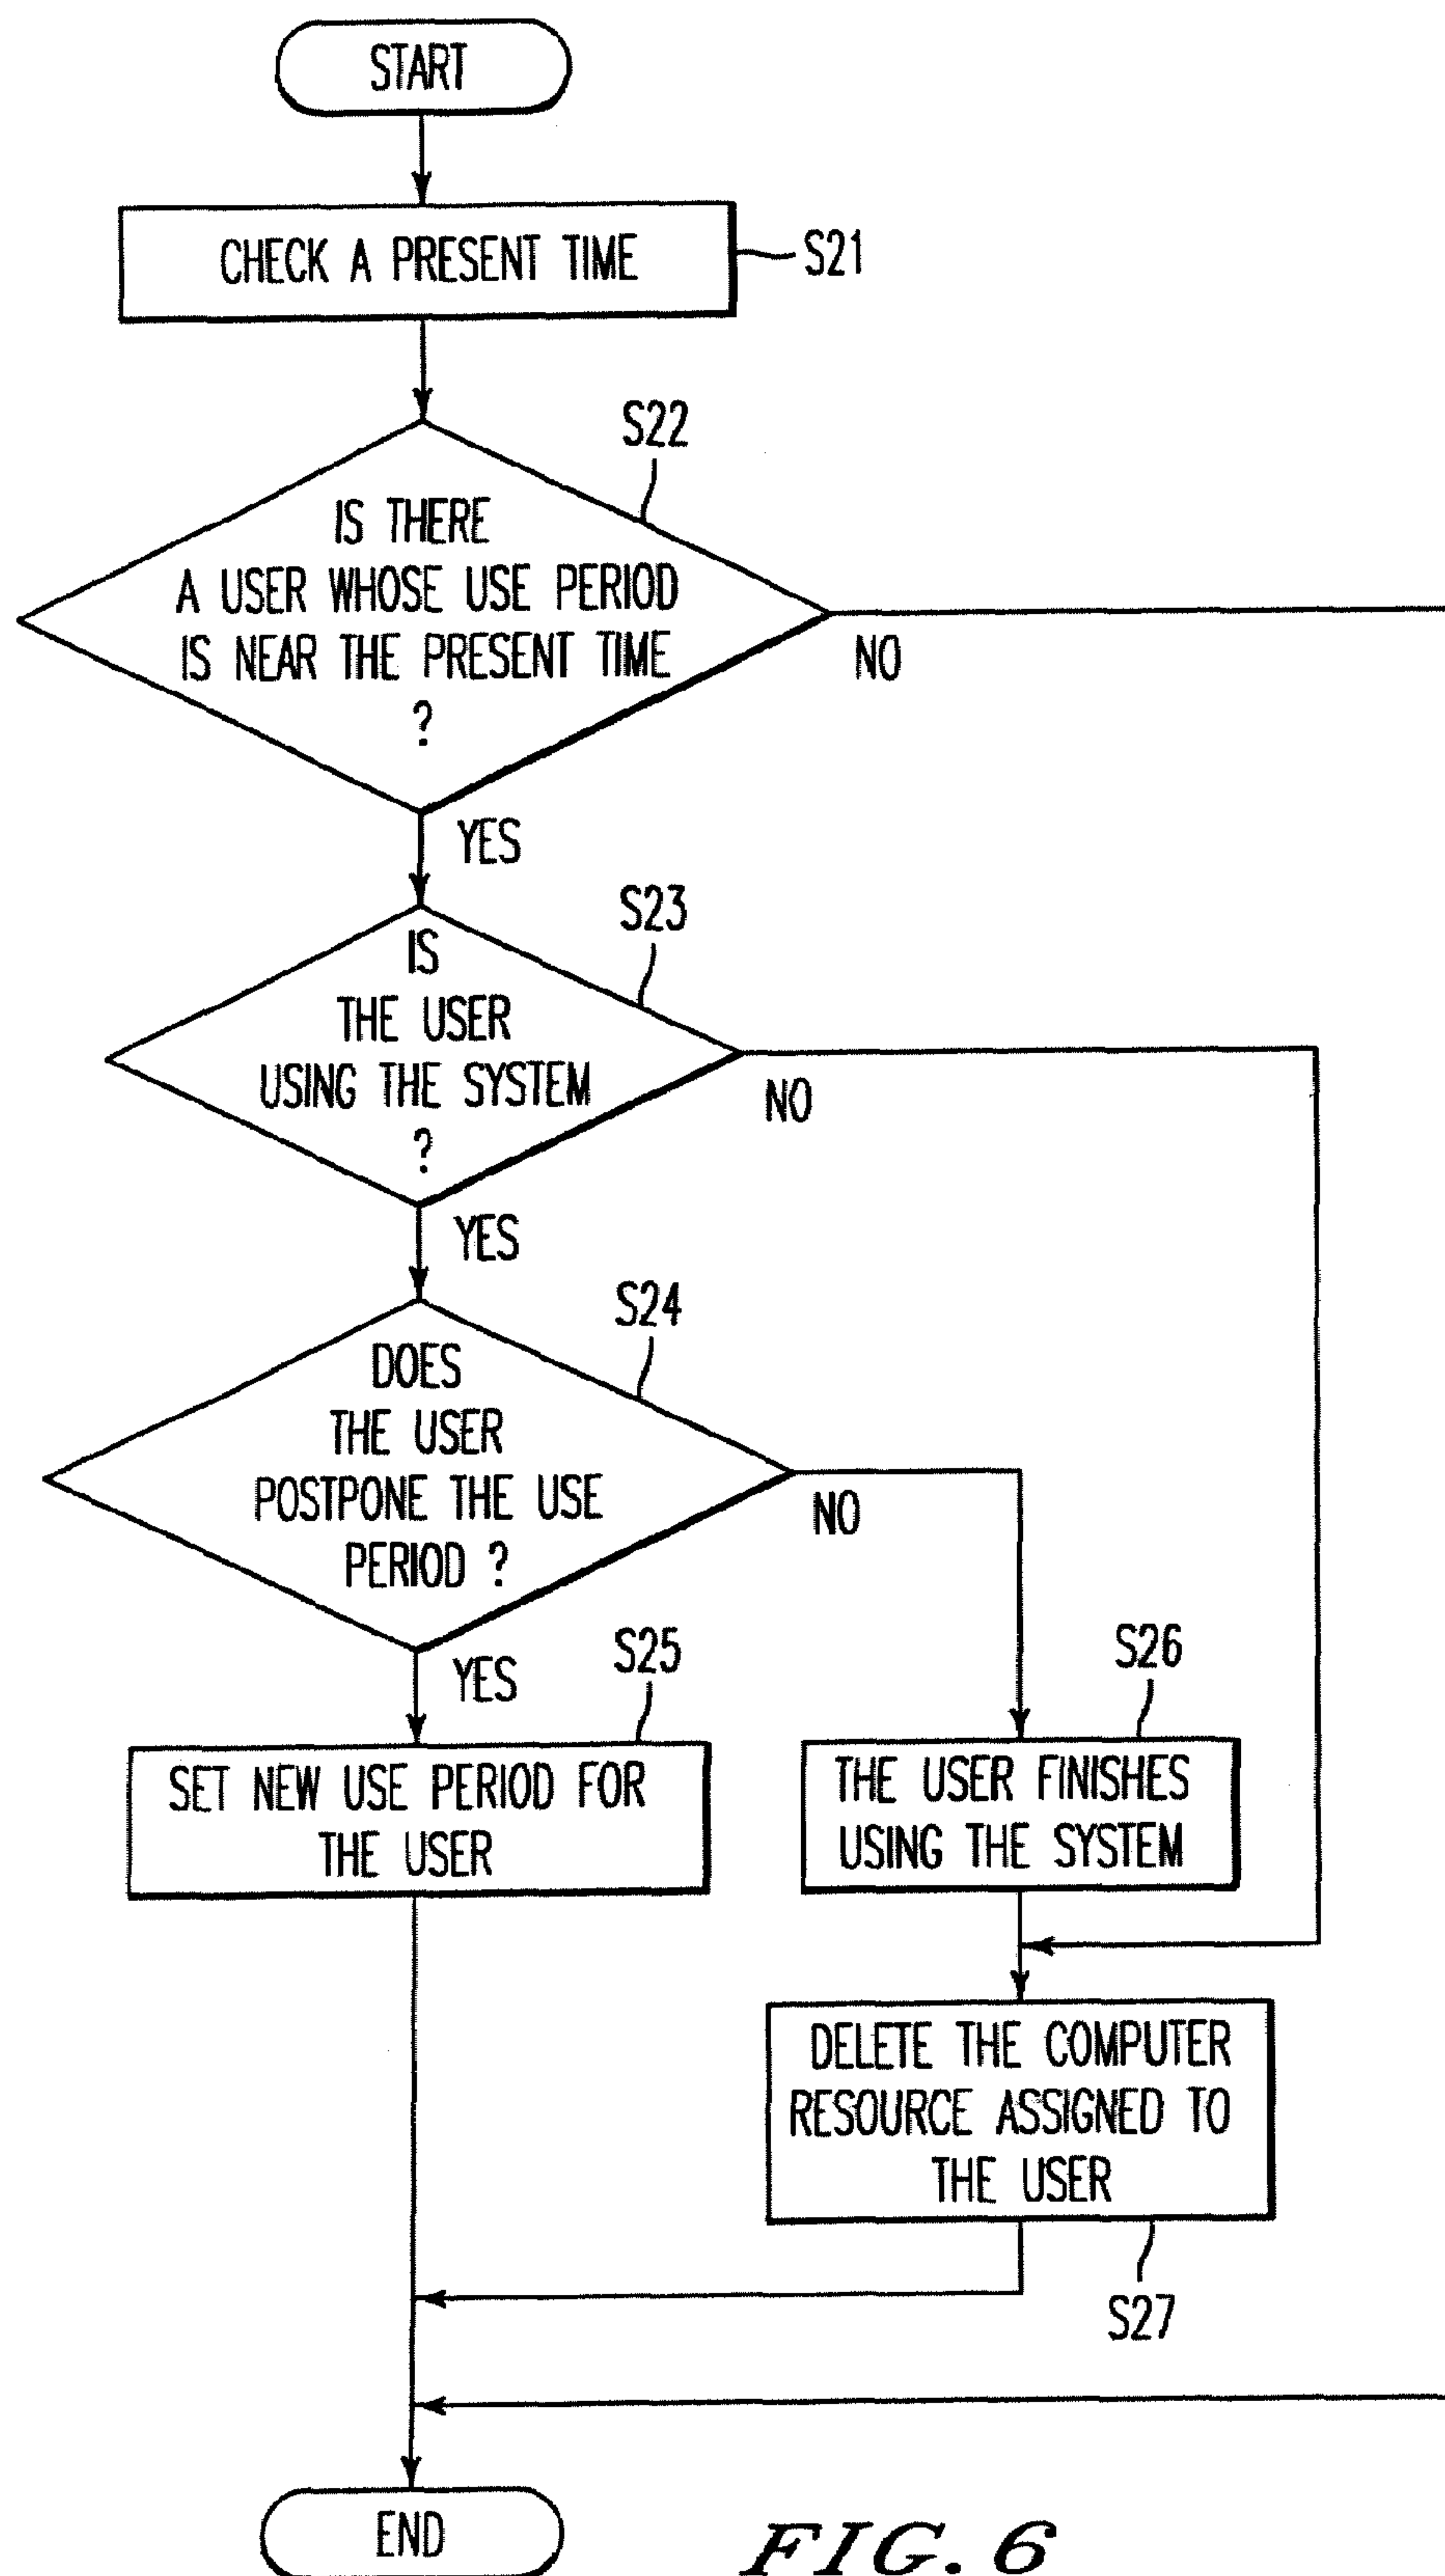 START
CHECK A PRESENT TIME
S21
S22
IS THERE
A USER WHOSE USE PERIOD
IS NEAR THE PRESENT TIME
?
NO
YES
S23
IS
THE USER
USING THE SYSTEM
?
NO
YES
S24
DOES
THE USER
POSTPONE THE USE
PERIOD ?
NO
YES
S25
SET NEW USE PERIOD FOR
THE USER
S26
THE USER FINISHES
USING THE SYSTEM
DELETE THE COMPUTER
RESOURCE ASSIGNED TO
THE USER
S27
END
FIG. 6